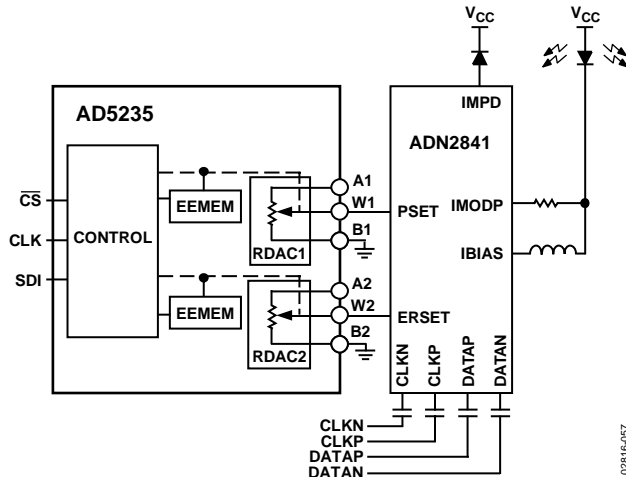 VCC
VCC
IMPD
AD5235
ADN2841
CS
CLK
SDI
CONTROL
EEMEM
RDAC1
A1
W1
B1
PSET
IMODP
IBIAS
EEMEM
RDAC2
A2
W2
B2
ERSET
CLKN
CLKP
DATAP
DATAN
CLKN
CLKP
DATAP
DATAN
02816-057